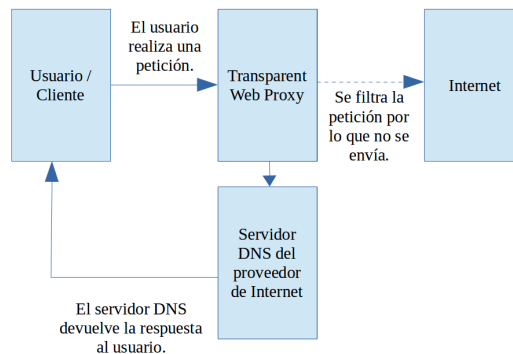 El usuario
realiza una
petición.
Usuario /
Cliente
Transparent
Web Proxy
Internet
Se filtra la
petición por
lo que no se
envía.
Servidor
DNS del
proveedor
de Internet
El servidor DNS
devuelve la respuesta
al usuario.